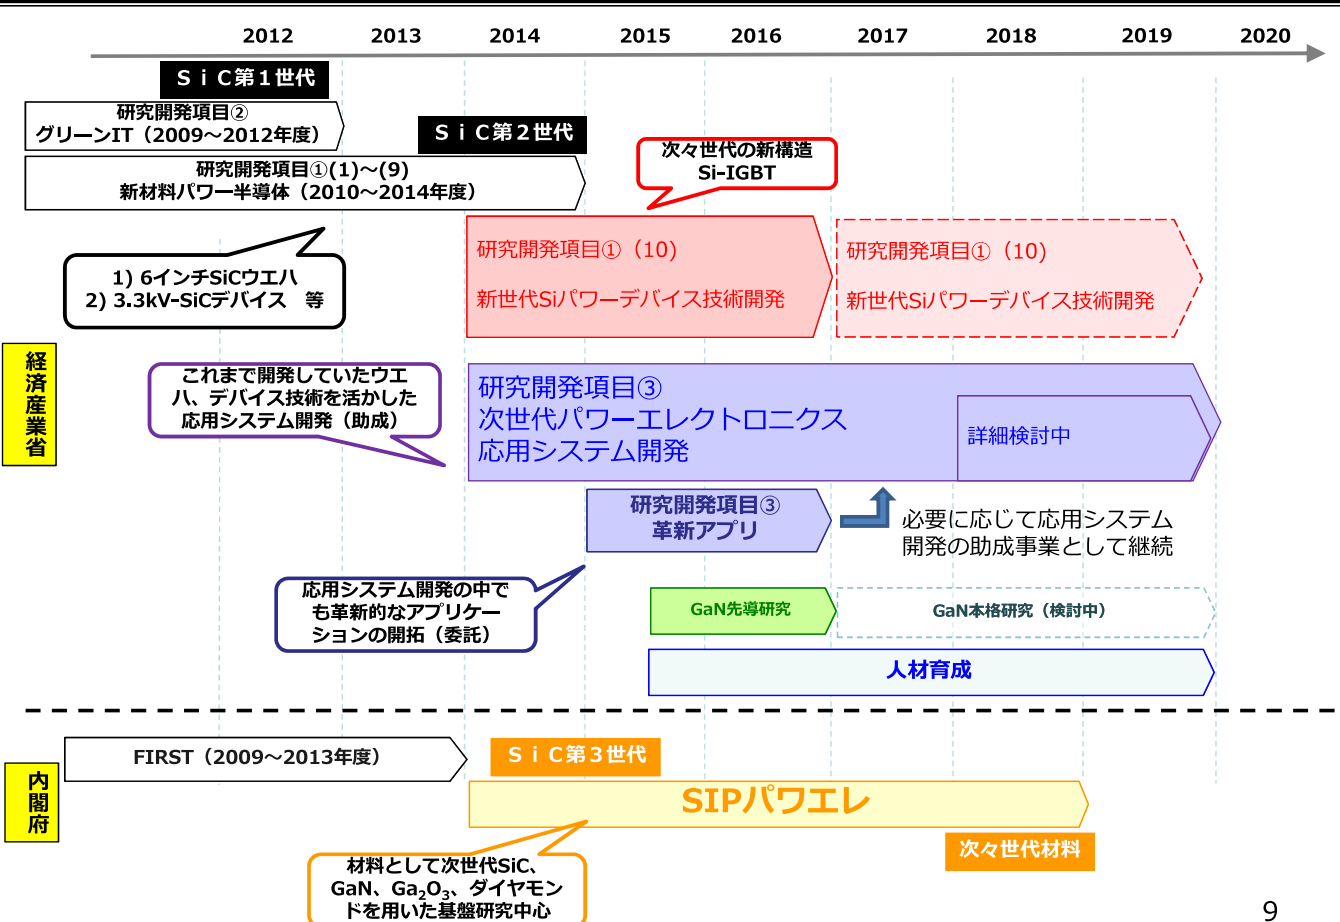 2012 2013 2014 2015 2016 2017 2018 2019 2020
SiC第1世代
研究開発項目②
グリーンIT（2009～2012年度）
SiC第2世代
研究開発項目①(1)～(9)
新材料パワー半導体（2010～2014年度）
次々世代の新構造
Si-IGBT
研究開発項目①（10）
新世代Siパワーデバイス技術開発
研究開発項目①（10）
新世代Siパワーデバイス技術開発
1) 6インチSiCウエハ
2) 3.3kV-SiCデバイス　等
経済産業省
これまで開発していたウエ
ハ、デバイス技術を活かした
応用システム開発（助成）
研究開発項目③
次世代パワーエレクトロニクス
応用システム開発
詳細検討中
研究開発項目③
革新アプリ
必要に応じて応用システム
開発の助成事業として継続
応用システム開発の中で
も革新的なアプリケー
ションの開拓（委託）
GaN先導研究
GaN本格研究（検討中）
人材育成
FIRST（2009～2013年度）
SiC第3世代
内閣府
SIPパワエレ
次々世代材料
材料として次世代SiC、
GaN、Ga₂O₃、ダイヤモン
ドを用いた基盤研究中心
9